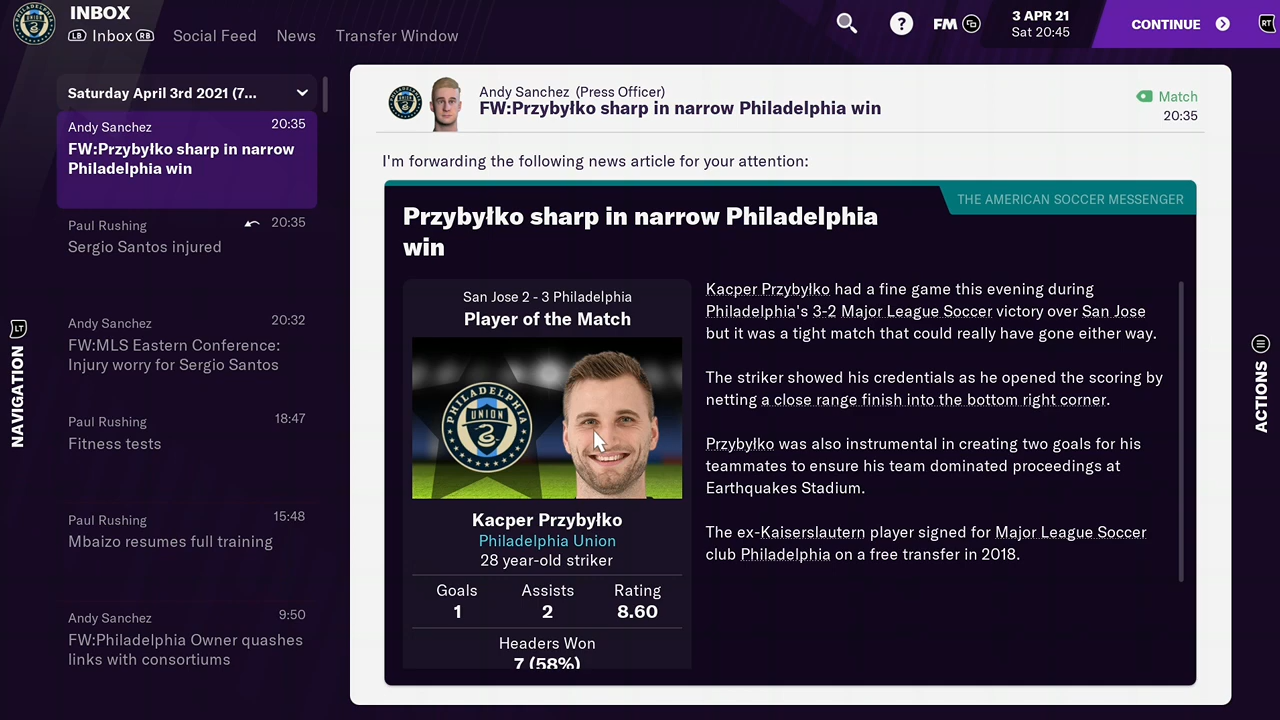 INBOX
LB Inbox RB
Social Feed
News
Transfer Window
?
FM
3 APR 21
Sat 20:45
CONTINUE
RT
Saturday April 3rd 2021 (7...
Andy Sanchez 20:35
FW:Przybyłko sharp in narrow
Philadelphia win
Paul Rushing 20:35
Sergio Santos injured
Andy Sanchez 20:32
FW:MLS Eastern Conference:
Injury worry for Sergio Santos
Paul Rushing 18:47
Fitness tests
Paul Rushing 15:48
Mbaizo resumes full training
Andy Sanchez 9:50
FW:Philadelphia Owner quashes
links with consortiums
NAVIGATION LT
Andy Sanchez (Press Officer)
FW:Przybyłko sharp in narrow Philadelphia win
Match
20:35
I'm forwarding the following news article for your attention:
THE AMERICAN SOCCER MESSENGER
Przybyłko sharp in narrow Philadelphia
win
San Jose 2 - 3 Philadelphia
Player of the Match
PHILADELPHIA
UNION
Kacper Przybyłko
Philadelphia Union
28 year-old striker
Goals Assists Rating
1 2 8.60
Headers Won
7 (58%)
Kacper Przybyłko had a fine game this evening during
Philadelphia's 3-2 Major League Soccer victory over San Jose
but it was a tight match that could really have gone either way.
The striker showed his credentials as he opened the scoring by
netting a close range finish into the bottom right corner.
Przybyłko was also instrumental in creating two goals for his
teammates to ensure his team dominated proceedings at
Earthquakes Stadium.
The ex-Kaiserslautern player signed for Major League Soccer
club Philadelphia on a free transfer in 2018.
ACTIONS